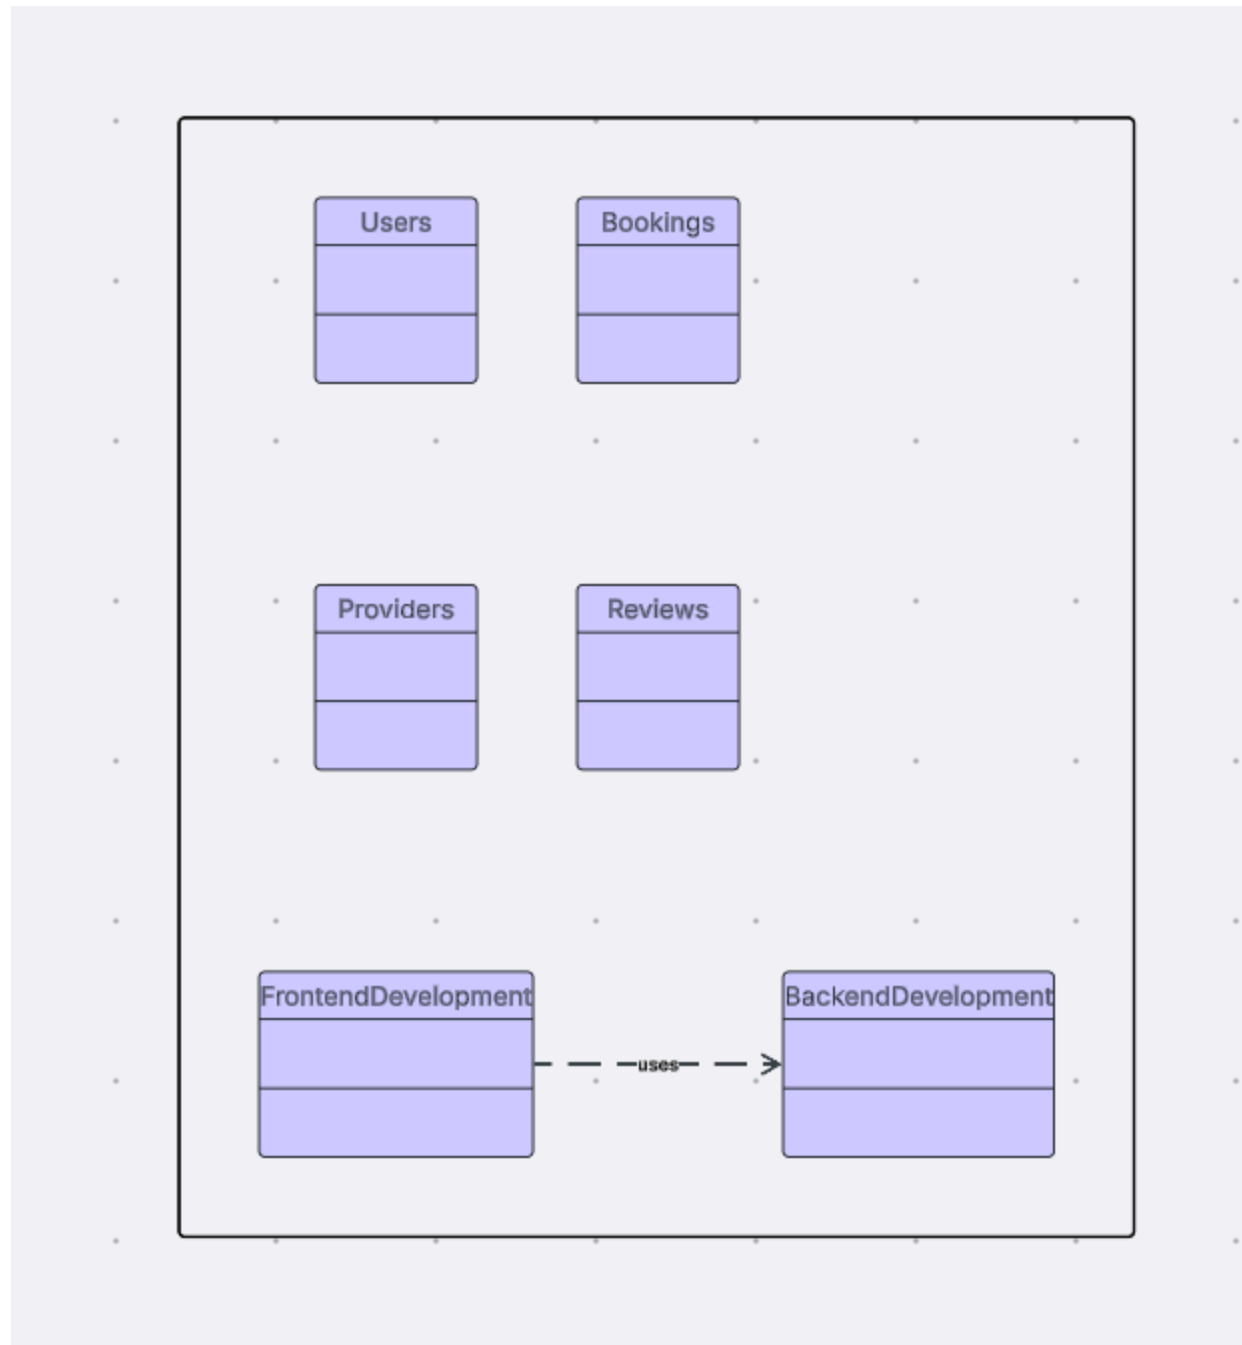 Users
Bookings
Providers
Reviews
FrontendDevelopment
uses
BackendDevelopment